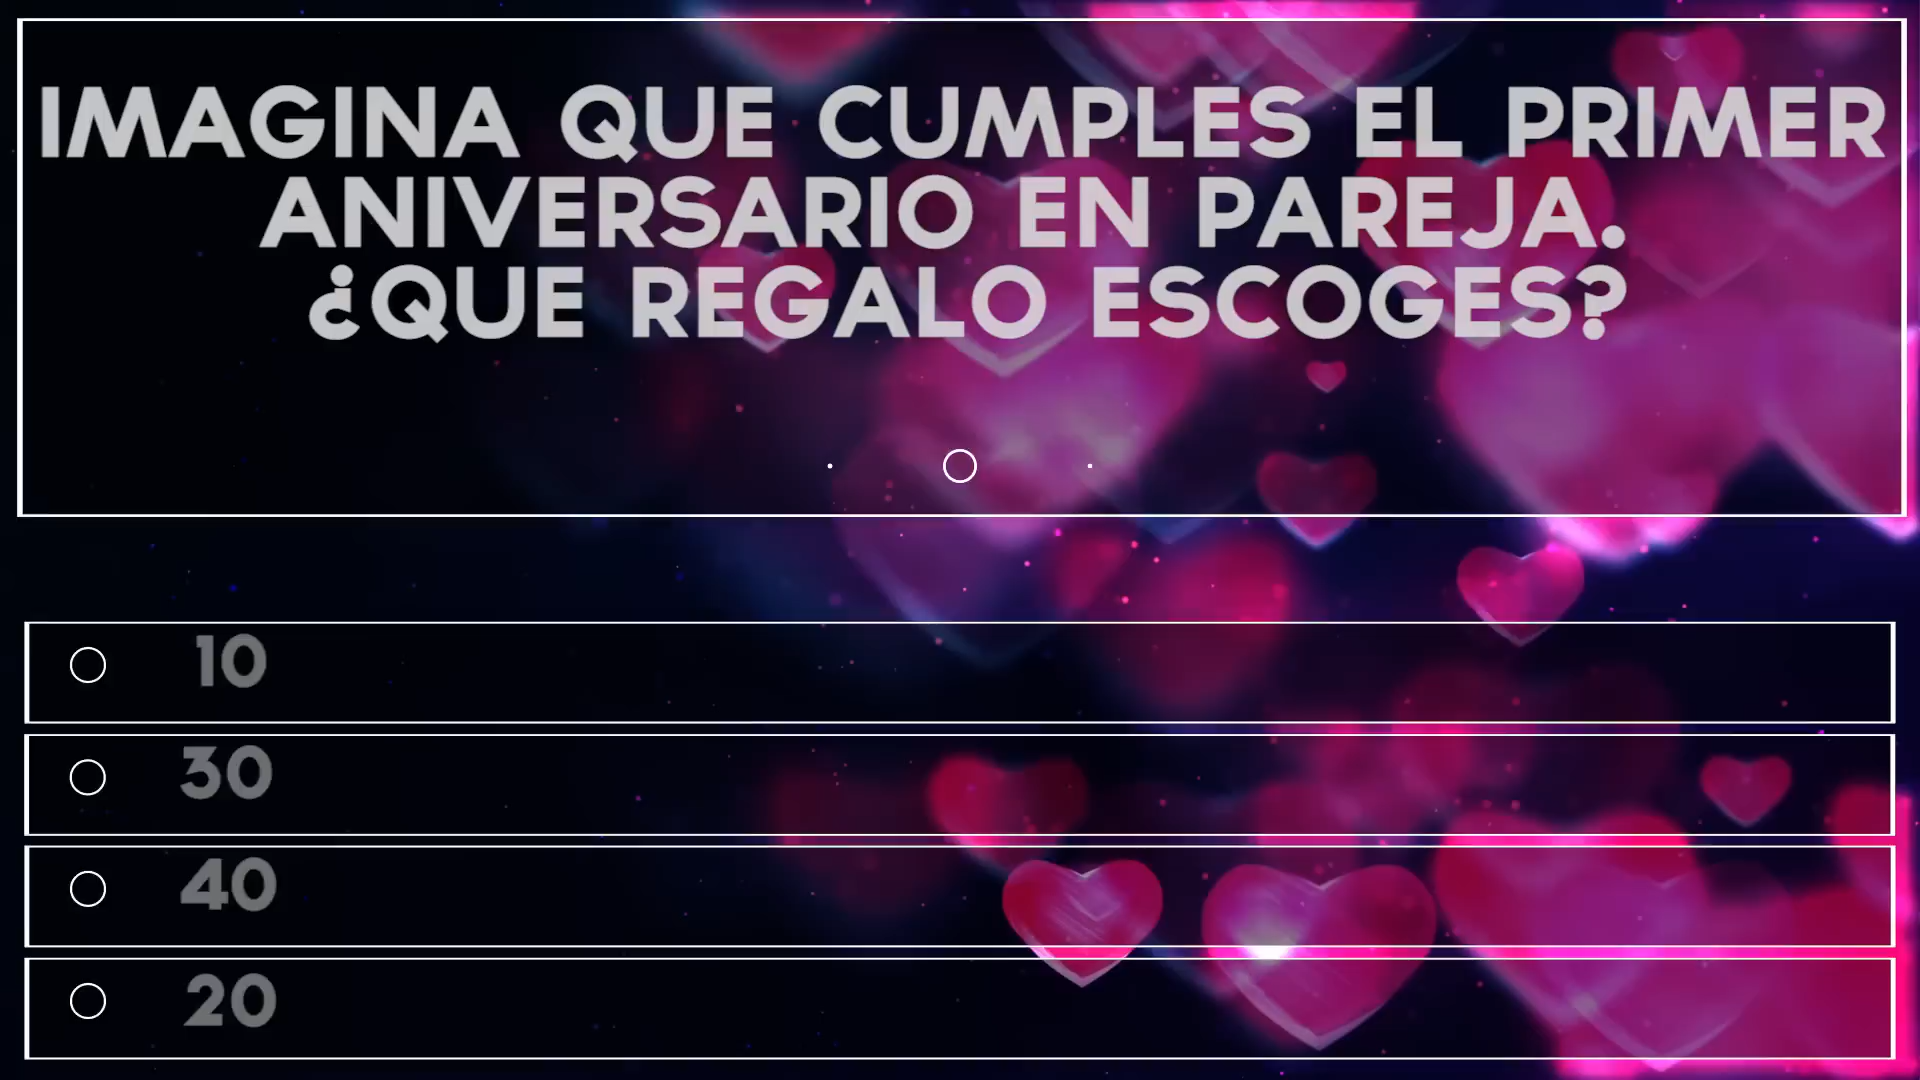 IMAGINA QUE CUMPLES EL PRIMER
ANIVERSARIO EN PAREJA.
¿QUE REGALO ESCOGES?
10
30
40
20